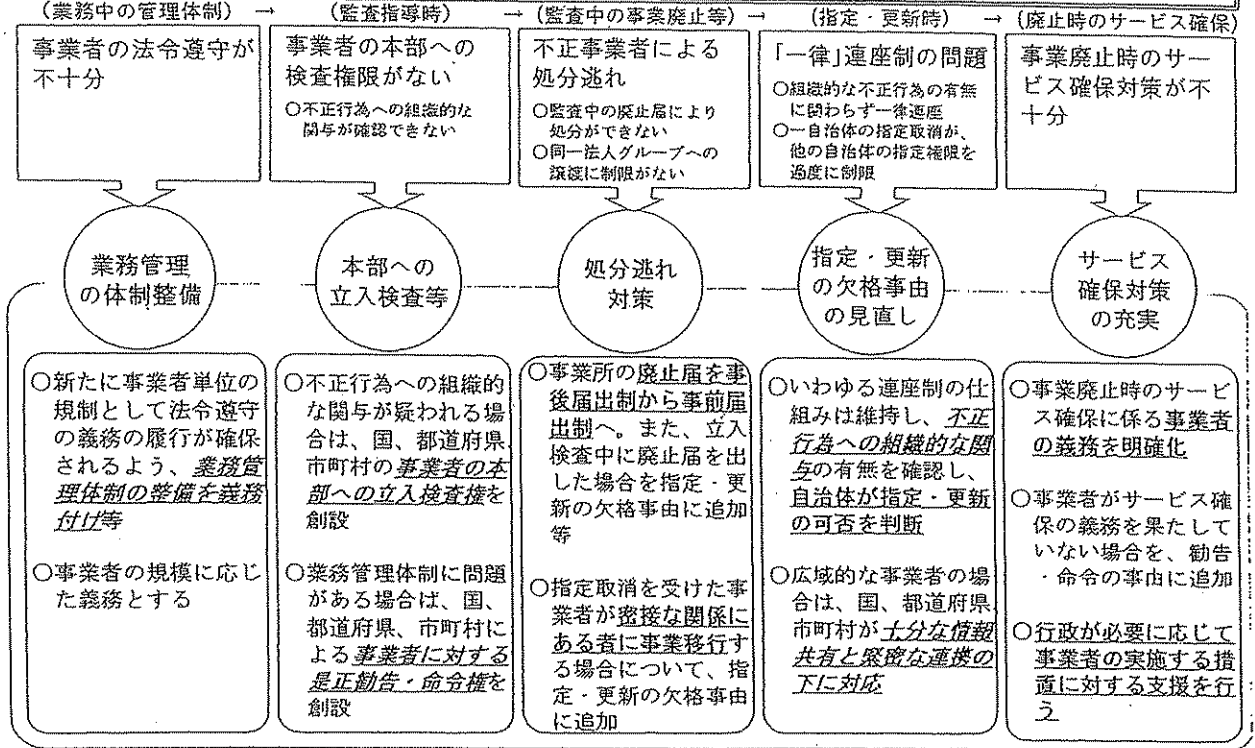 (業務中の管理体制) → (監査指導時) → (監査中の事業廃止等) → (指定・更新時) → (廃止時のサービス確保)
事業者の法令遵守が
不十分
事業者の本部への
検査権限がない
○不正行為への組織的な
関与が確認できない
不正事業者による
処分逃れ
○監査中の廃止届により
処分ができない
○同一法人グループへの
譲渡に制限がない
「一律」連座制の問題
○組織的な不正行為の有無
に関わらず一律連座
○一自治体の指定取消が、
他の自治体の指定権限を
過度に制限
事業廃止時のサー
ビス確保対策が不
十分
業務管理
の体制整備
本部への
立入検査等
処分逃れ
対策
指定・更新
の欠格事由
の見直し
サービス
確保対策
の充実
○新たに事業者単位の
規制として法令遵守
の義務の履行が確保
されるよう、業務管
理体制の整備を義務
付け等
○事業者の規模に応じ
た義務とする
○不正行為への組織的
な関与が疑われる場
合は、国、都道府県、
市町村の事業者の本
部への立入検査権を
創設
○業務管理体制に問題
がある場合は、国、
都道府県、市町村に
よる事業者に対する
是正勧告・命令権を
創設
○事業所の廃止届を事
後届出制から事前届
出制へ。また、立入
検査中に廃止届を出
した場合を指定・更
新の欠格事由に追加
等
○指定取消を受けた事
業者が密接な関係に
ある者に事業移行す
る場合について、指
定・更新の欠格事由
に追加
○いわゆる連座制の仕
組みは維持し、不正
行為への組織的な関
与の有無を確認し、
自治体が指定・更新
の可否を判断
○広域的な事業者の場
合は、国、都道府県、
市町村が十分な情報
共有と緊密な連携の
下に対応
○事業廃止時のサービ
ス確保に係る事業者
の義務を明確化
○事業者がサービス確
保の義務を果たして
いない場合を、勧告
・命令の事由に追加
○行政が必要に応じて
事業者の実施する措
置に対する支援を行
う